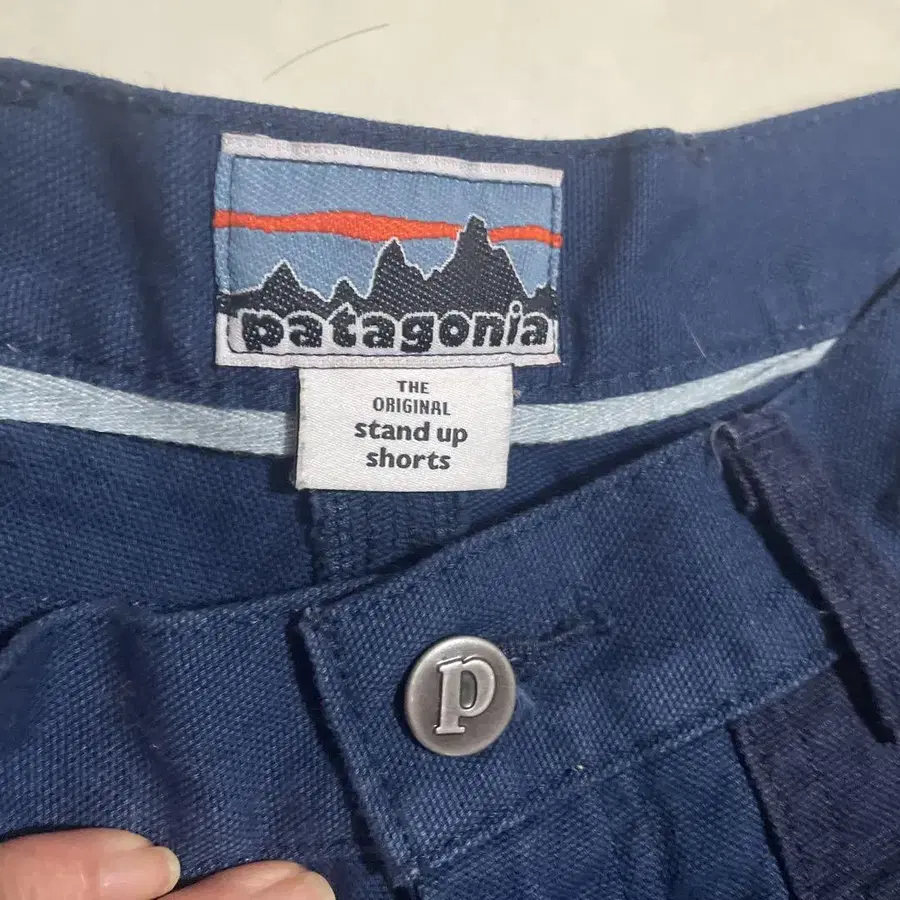 patagonia
THE
ORIGINAL
stand up
shorts
p